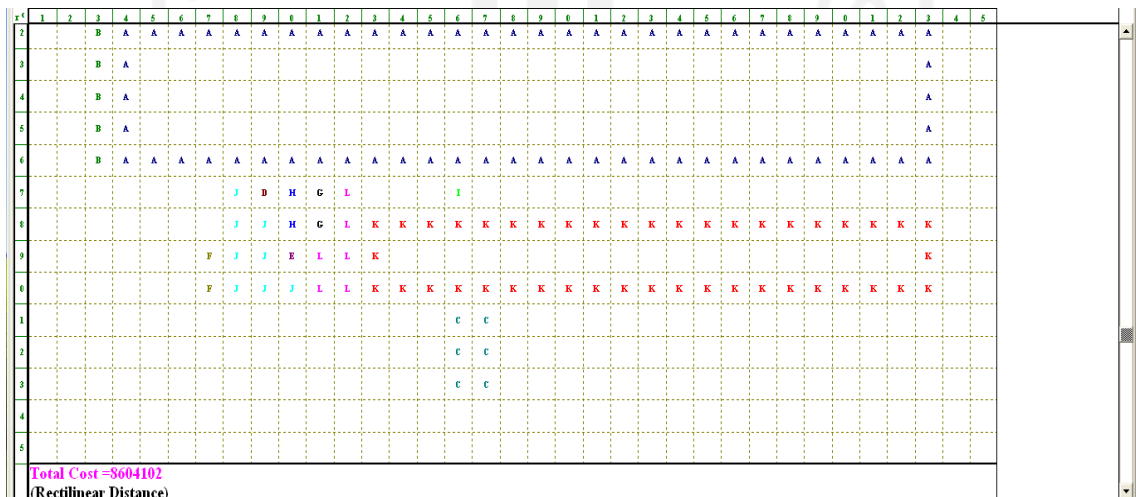 r c 1 2 3 4 5 6 7 8 9 0 1 2 3 4 5 6 7 8 9 0 1 2 3 4 5 6 7 8 9 0 1 2 3 4 5
2 B A A A A A A A A A A A A A A A A A A A A A A A A A A A A A A
3 B A A
4 B A A
5 B A A
6 B A A A A A A A A A A A A A A A A A A A A A A A A A A A A A A
7 J D H G L I
8 J J H G L K K K K K K K K K K K K K K K K K K K K K
9 F J J E L L K K
0 F J J J L L K K K K K K K K K K K K K K K K K K K K K
1 C C
2 C C
3 C C
4
5
Total Cost =8604102
(Rectilinear Distance)